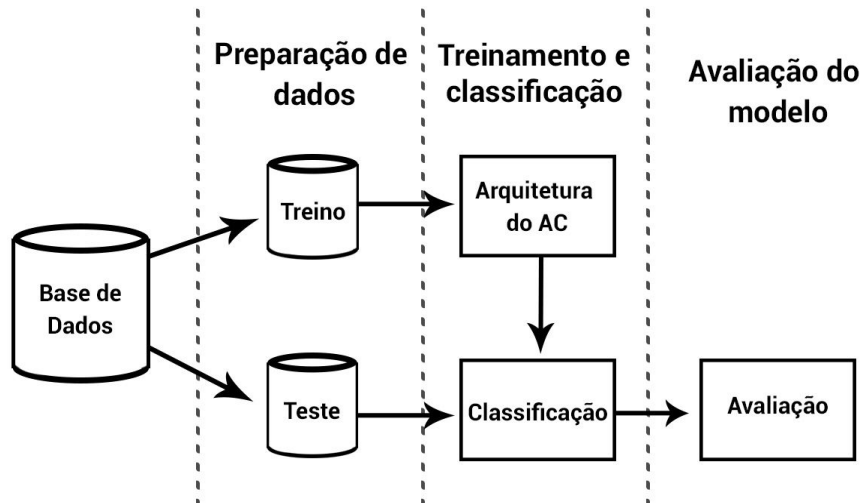 Preparação de
dados
Treinamento e
classificação
Avaliação do
modelo
Base de
Dados
Treino
Arquitetura
do AC
Teste
Classificação
Avaliação